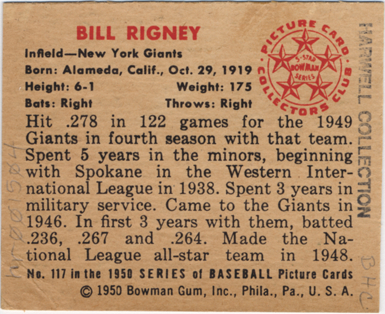 BILL RIGNEY
Infield—New York Giants
Born: Alameda, Calif., Oct. 29, 1919
Height: 6-1 Weight: 175
Bats: Right Throws: Right
PICTURE CARD
COLLECTORS CLUB
5-STAR
BOWMAN
SERIES
Hit .278 in 122 games for the 1949
Giants in fourth season with that team.
Spent 5 years in the minors, beginning
with Spokane in the Western Inter-
national League in 1938. Spent 3 years in
military service. Came to the Giants in
1946. In first 3 years with them, batted
.236, .267, and .264. Made the Na-
tional League all-star team in 1948.
No. 117 in the 1950 SERIES of BASEBALL Picture Cards
©1950 Bowman Gum, Inc., Phila., Pa., U. S. A.
HARTWELL COLLECTION